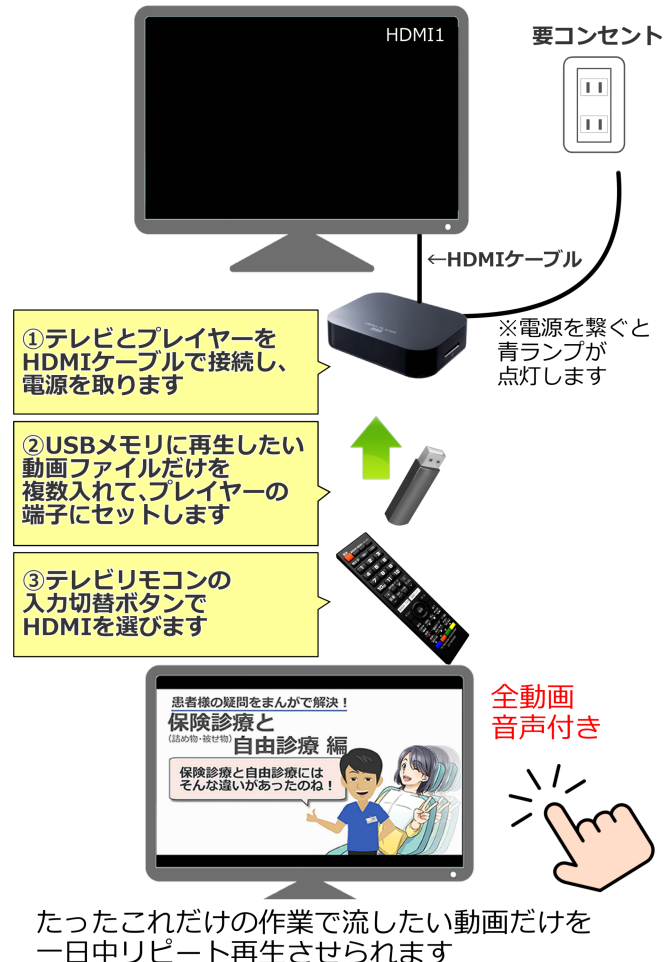 HDMI1
要コンセント
←HDMIケーブル
※電源を繋ぐと
青ランプが
点灯します
①テレビとプレイヤーを
HDMIケーブルで接続し、
電源を取ります
②USBメモリに再生したい
動画ファイルだけを
複数入れて、プレイヤーの
端子にセットします
③テレビリモコンの
入力切替ボタンで
HDMIを選びます
患者様の疑問をまんがで解決！
保険診療と
(詰め物・被せ物)自由診療 編
保険診療と自由診療には
そんな違いがあったのね！
全動画
音声付き
たったこれだけの作業で流したい動画だけを
一日中リピート再生させられます